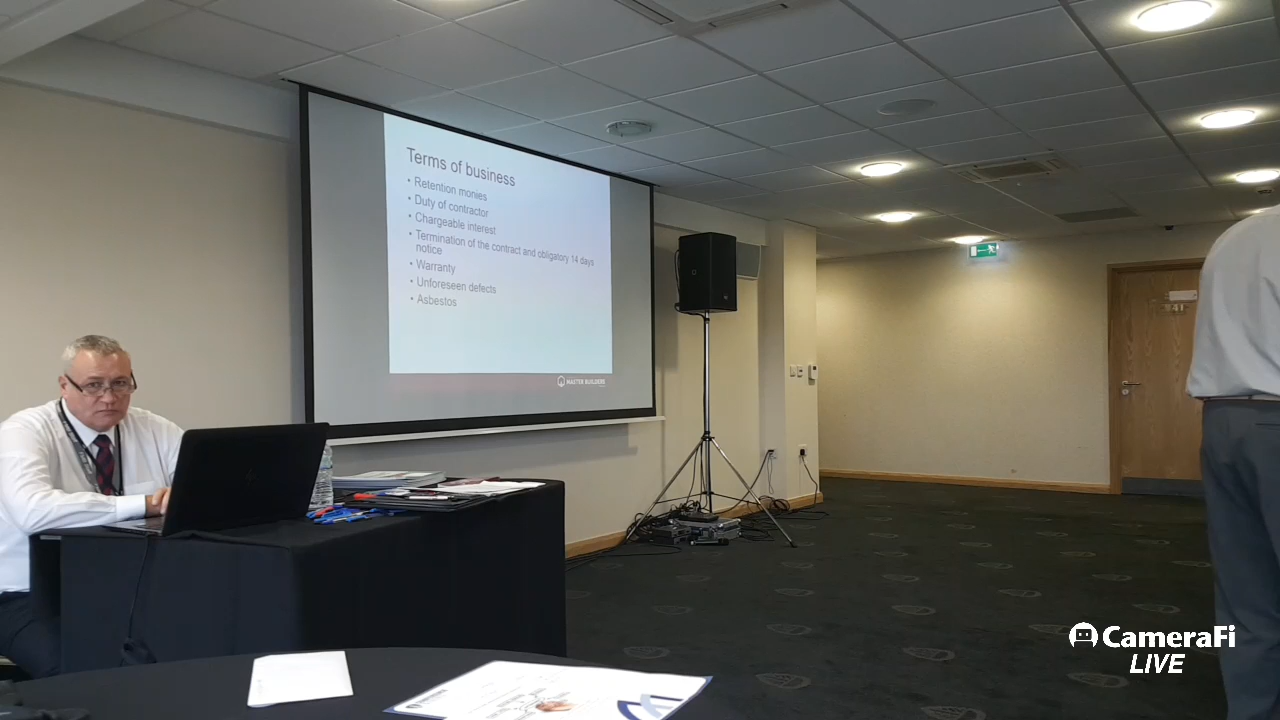 Terms of business
• Retention monies
• Duty of contractor
• Chargeable interest
• Termination of the contract and obligatory 14 days
notice
• Warranty
• Unforeseen defects
• Asbestos
MASTER BUILDERS
CameraFi
LIVE